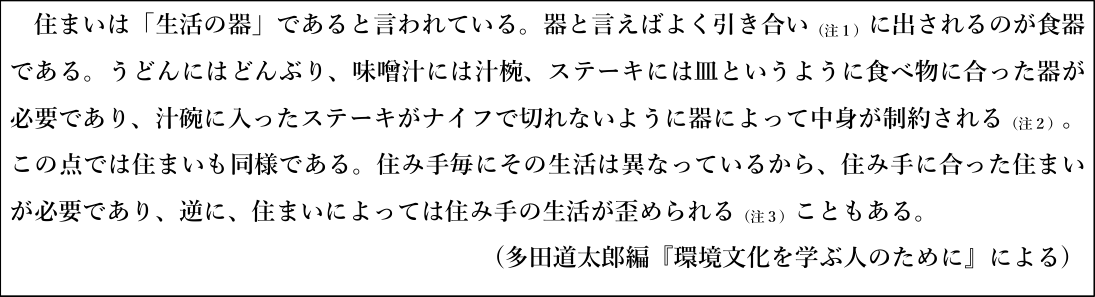 住まいは「生活の器」であると言われている。器と言えばよく引き合い（注1）に出されるのが食器
である。うどんにはどんぶり、味噌汁には汁椀、ステーキには皿というように食べ物に合った器が
必要であり、汁碗に入ったステーキがナイフで切れないように器によって中身が制約される（注2）。
この点では住まいも同様である。住み手毎にその生活は異なっているから、住み手に合った住まい
が必要であり、逆に、住まいによっては住み手の生活が歪められる（注3）こともある。
（多田道太郎編『環境文化を学ぶ人のために』による）